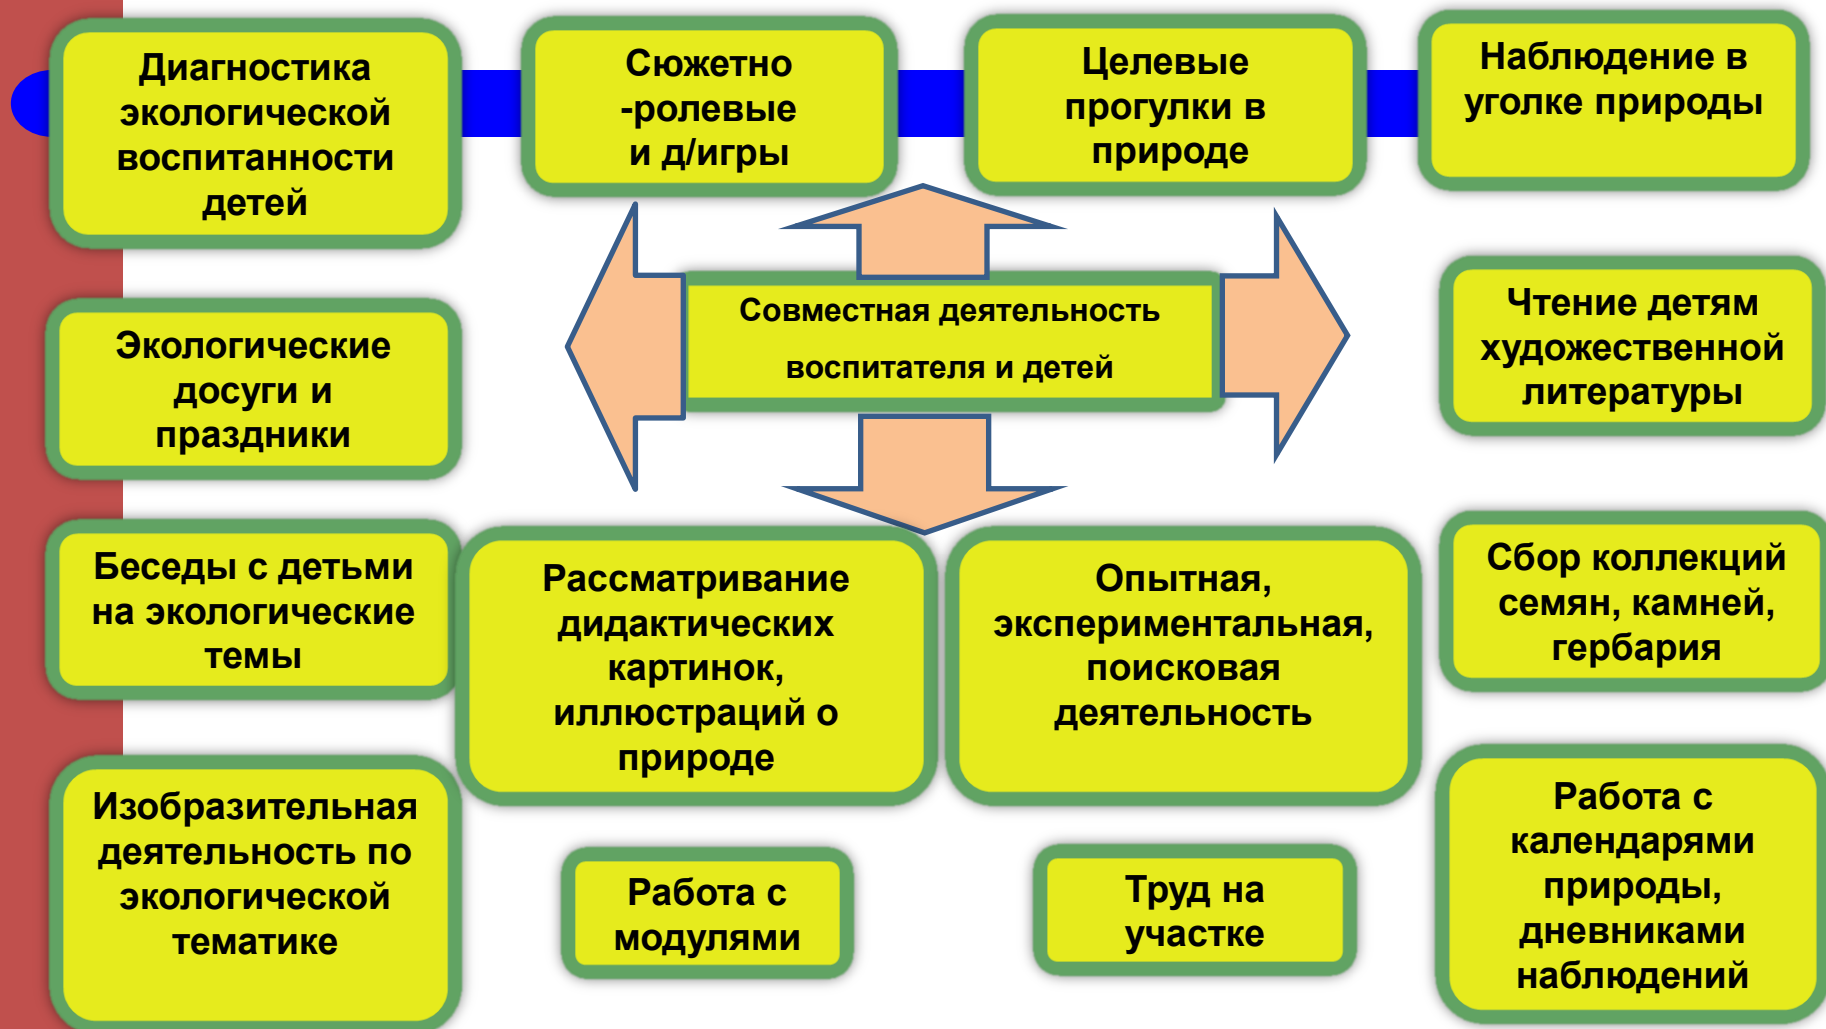 Диагностика
экологической
воспитанности
детей
Сюжетно
-ролевые
и д/игры
Целевые
прогулки в
природе
Наблюдение в
уголке природы
Совместная деятельность
воспитателя и детей
Экологические
досуги и
праздники
Чтение детям
художественной
литературы
Беседы с детьми
на экологические
темы
Рассматривание
дидактических
картинок,
иллюстраций о
природе
Опытная,
экспериментальная,
поисковая
деятельность
Сбор коллекций
семян, камней,
гербария
Изобразительная
деятельность по
экологической
тематике
Работа с
модулями
Труд на
участке
Работа с
календарями
природы,
дневниками
наблюдений